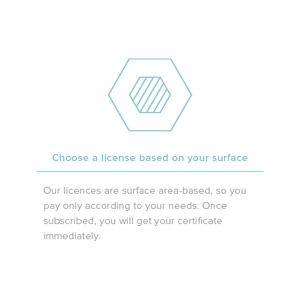 Choose a license based on your surface
Our licences are surface area-based, so you
pay only according to your needs. Once
subscribed, you will get your certificate
immediately.